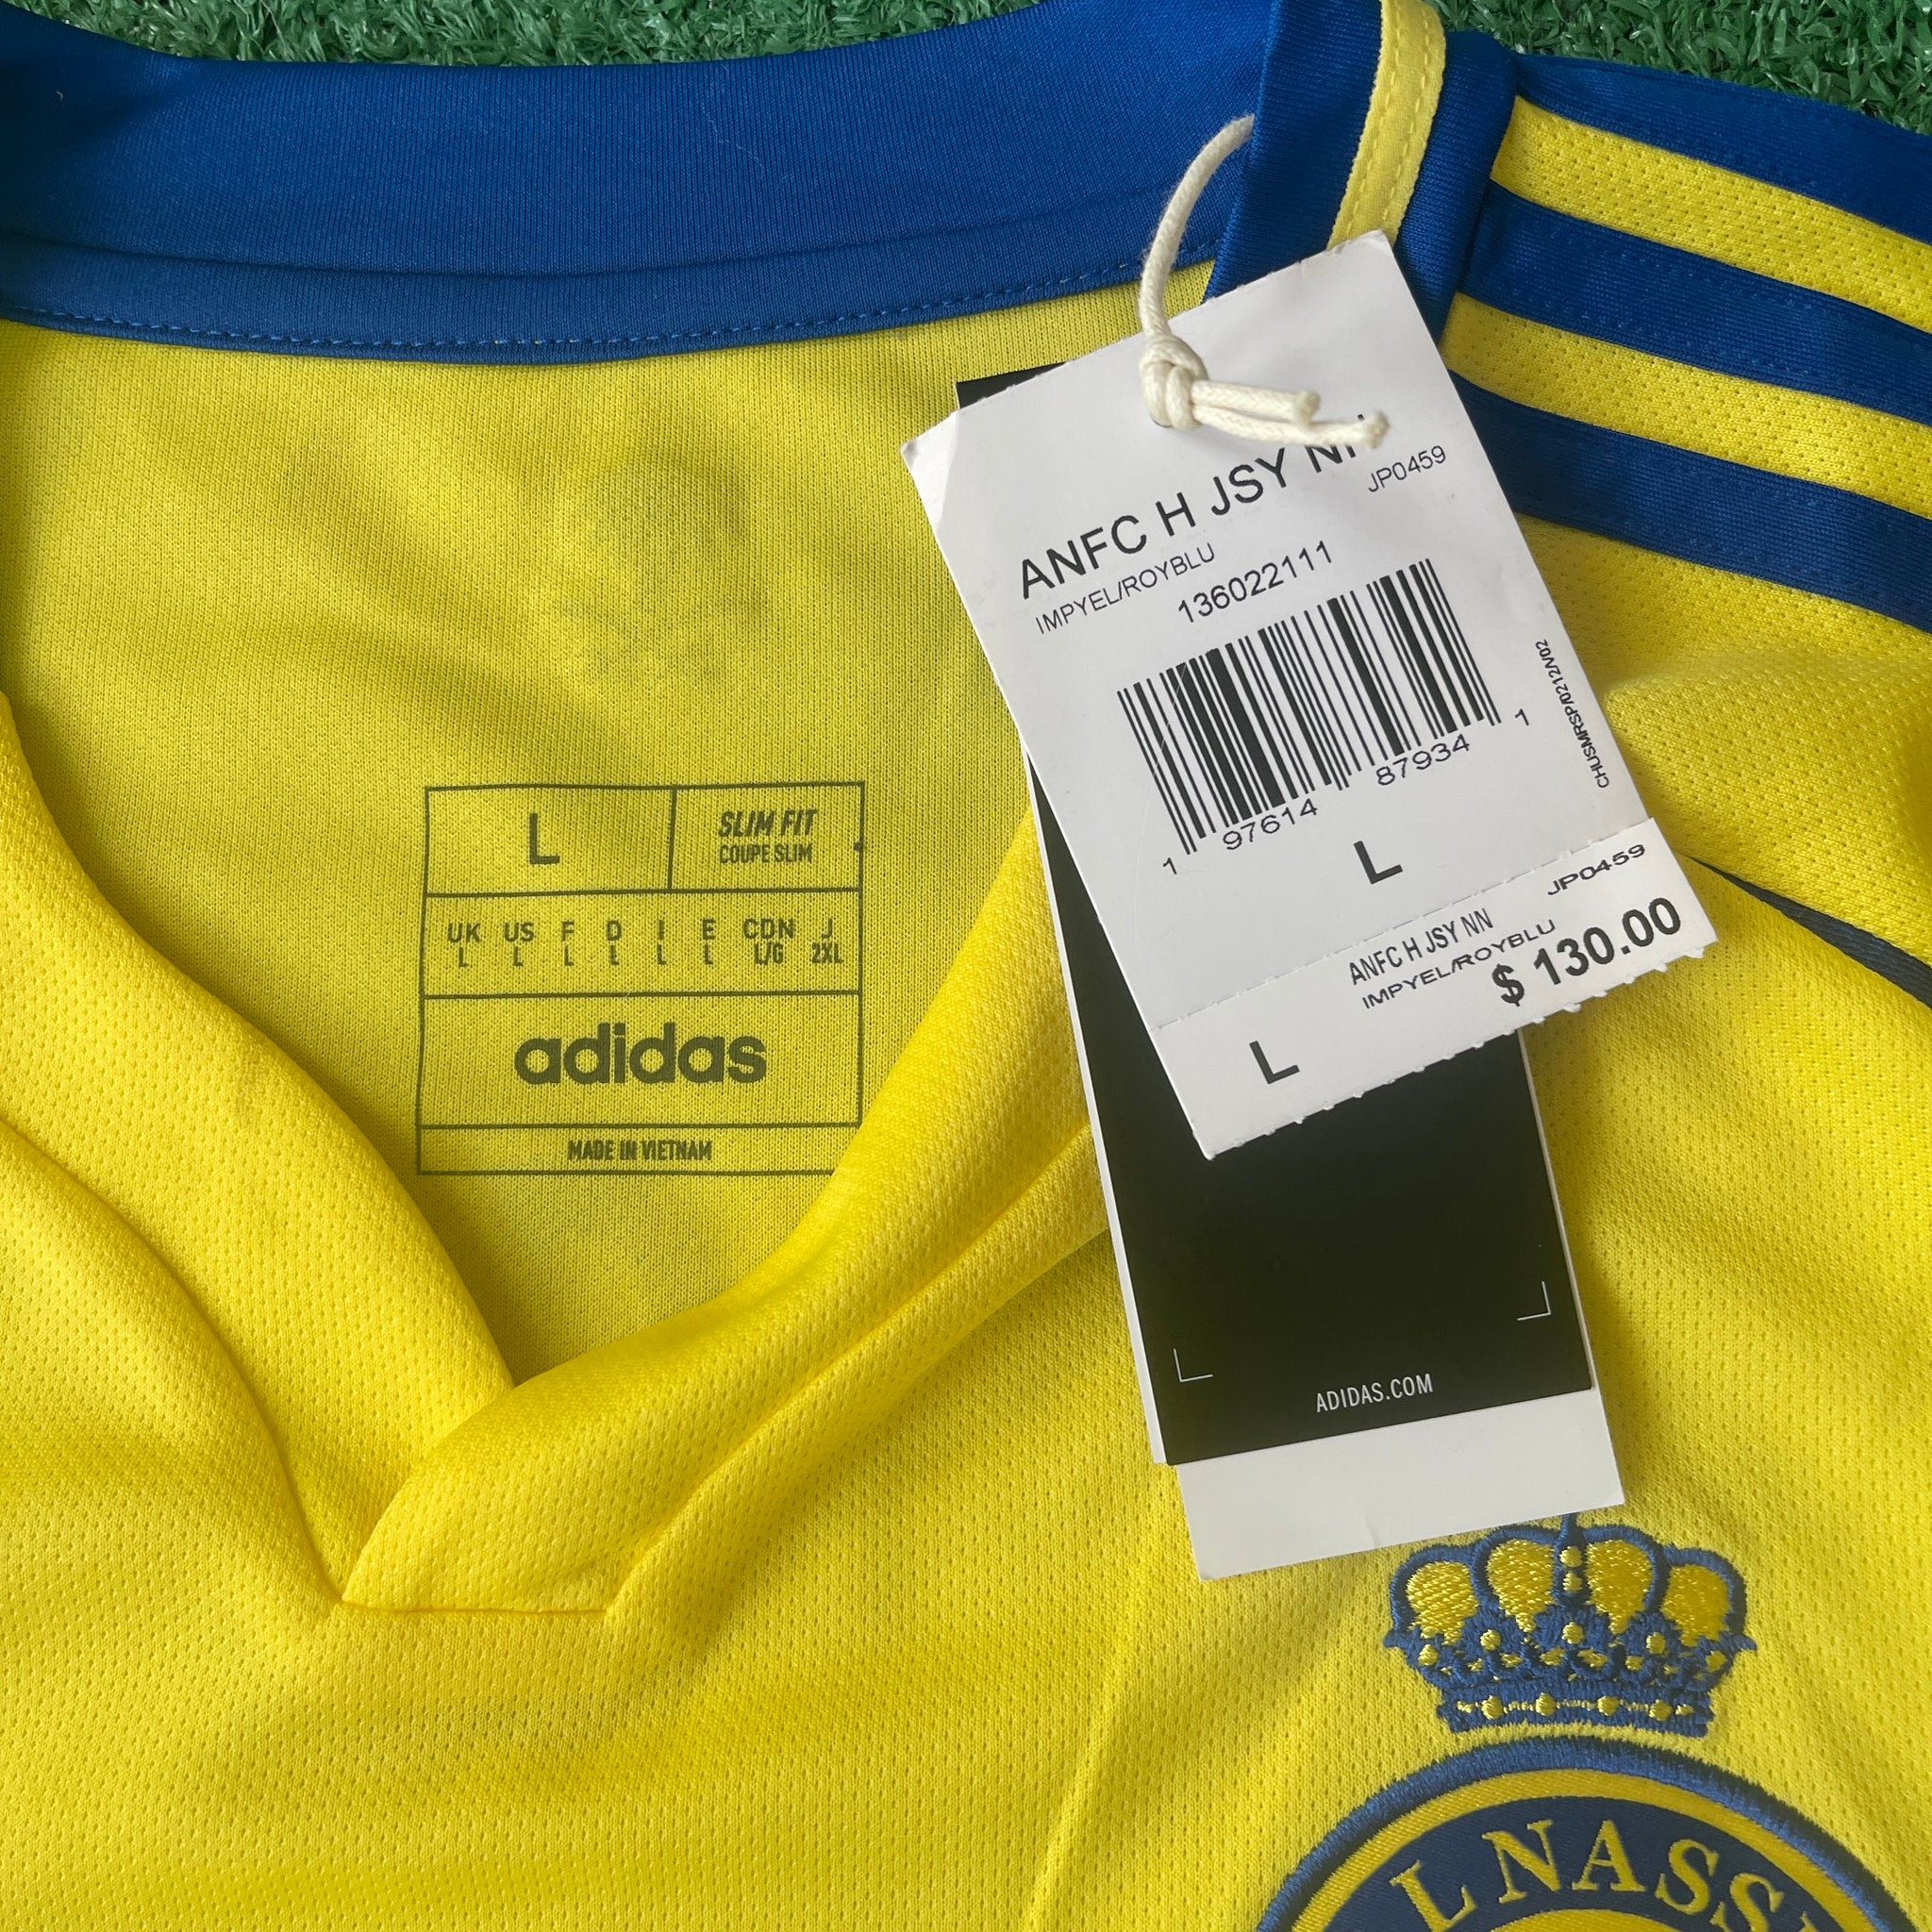 ANFC H JSY NN
JP0459
IMPYEL/ROYBLU
136022111
1 97614 87934 1
CHUSMRSP/0212/V02
L
JP0459
ANFC H JSY NN
IMPYEL/ROYBLU
$ 130.00
L
L
SLIM FIT
COUPE SLIM
UK US F D I E CDN J
L L L L L L L/G 2XL
adidas
MADE IN VIETNAM
ADIDAS.COM
L NASS